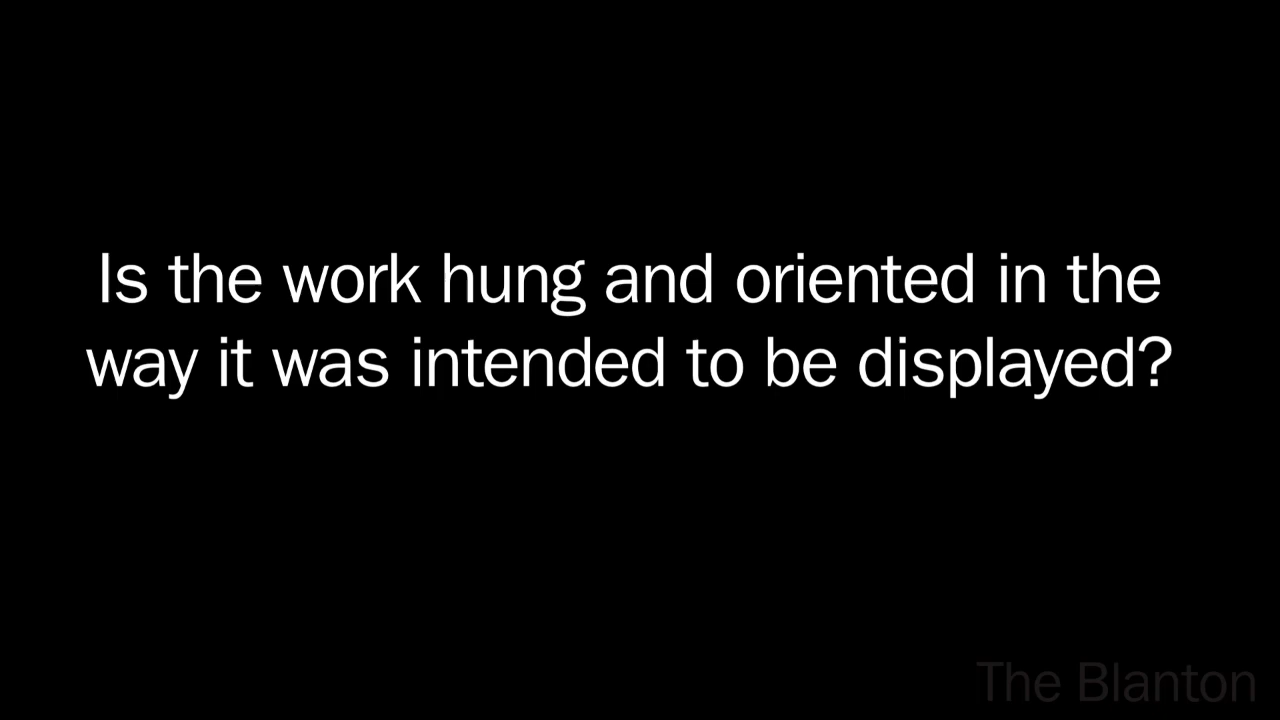 Is the work hung and oriented in the
way it was intended to be displayed?
The Blanton